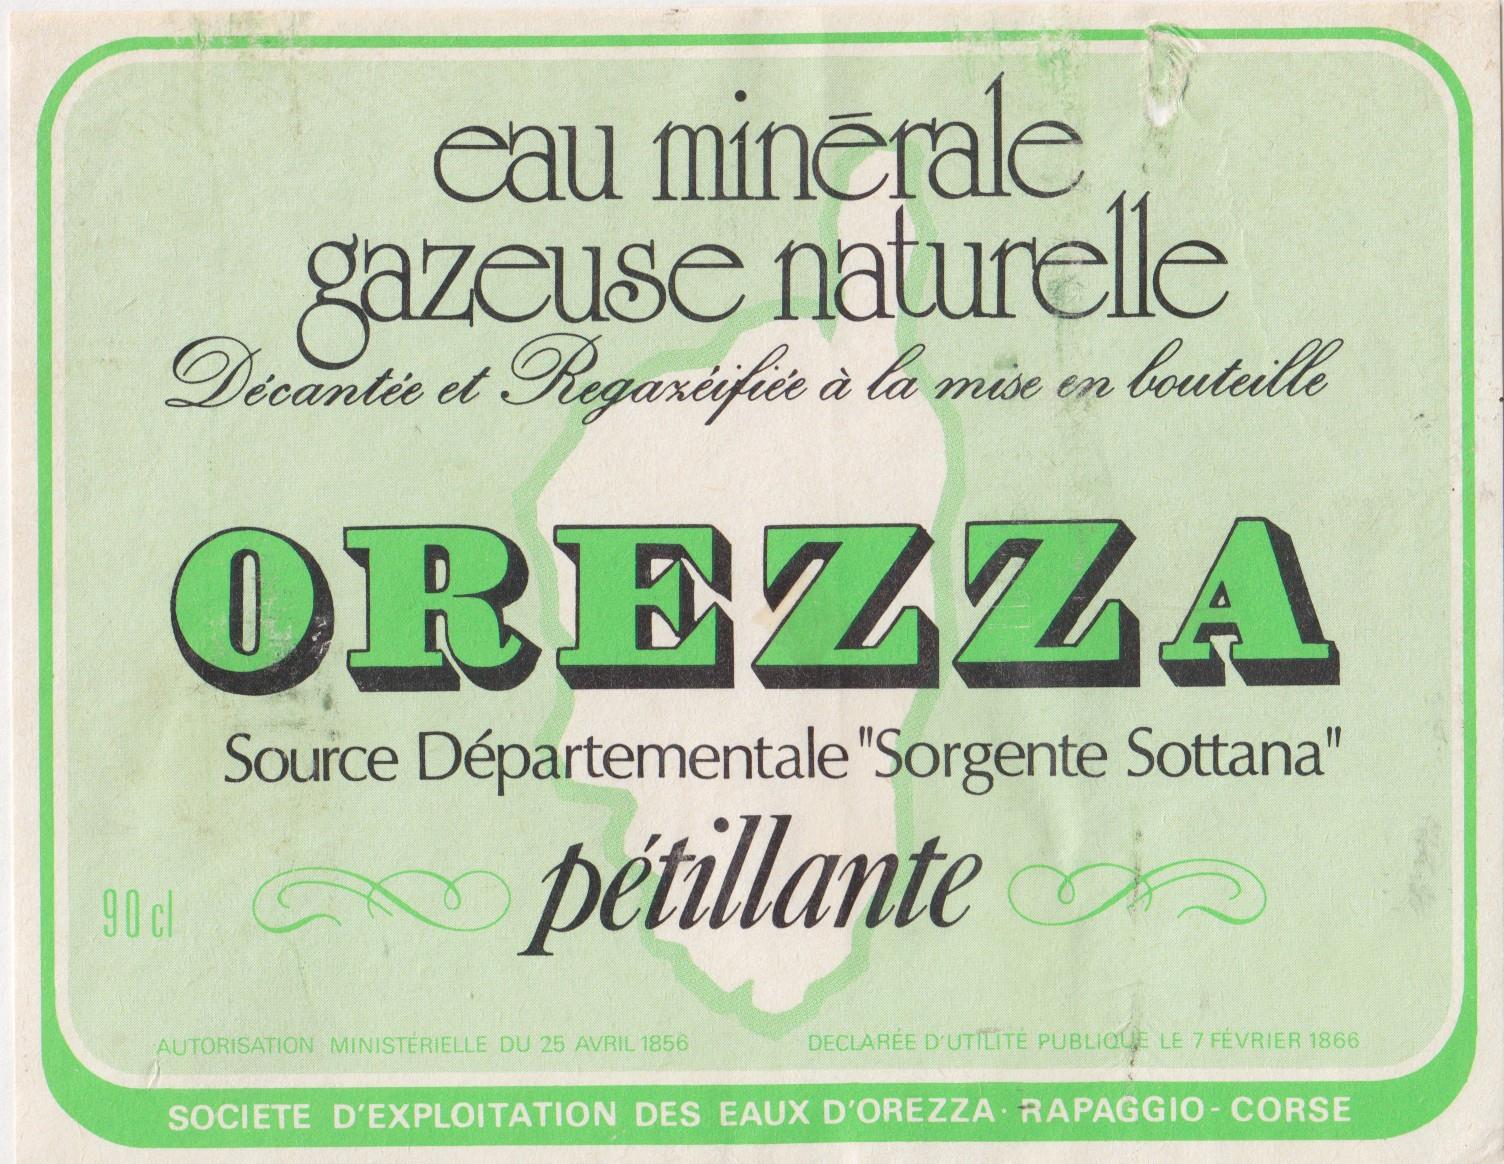 eau minérale
gazeuse naturelle
Décantée et Regazéifiée à la mise en bouteille
OREZZA
Source Départementale "Sorgente Sottana"
pétillante
90 cl
AUTORISATION MINISTÉRIELLE DU 25 AVRIL 1856
DECLARÉE D'UTILITÉ PUBLIQUE LE 7 FÉVRIER 1866
SOCIETE D'EXPLOITATION DES EAUX D'OREZZA · RAPAGGIO - CORSE